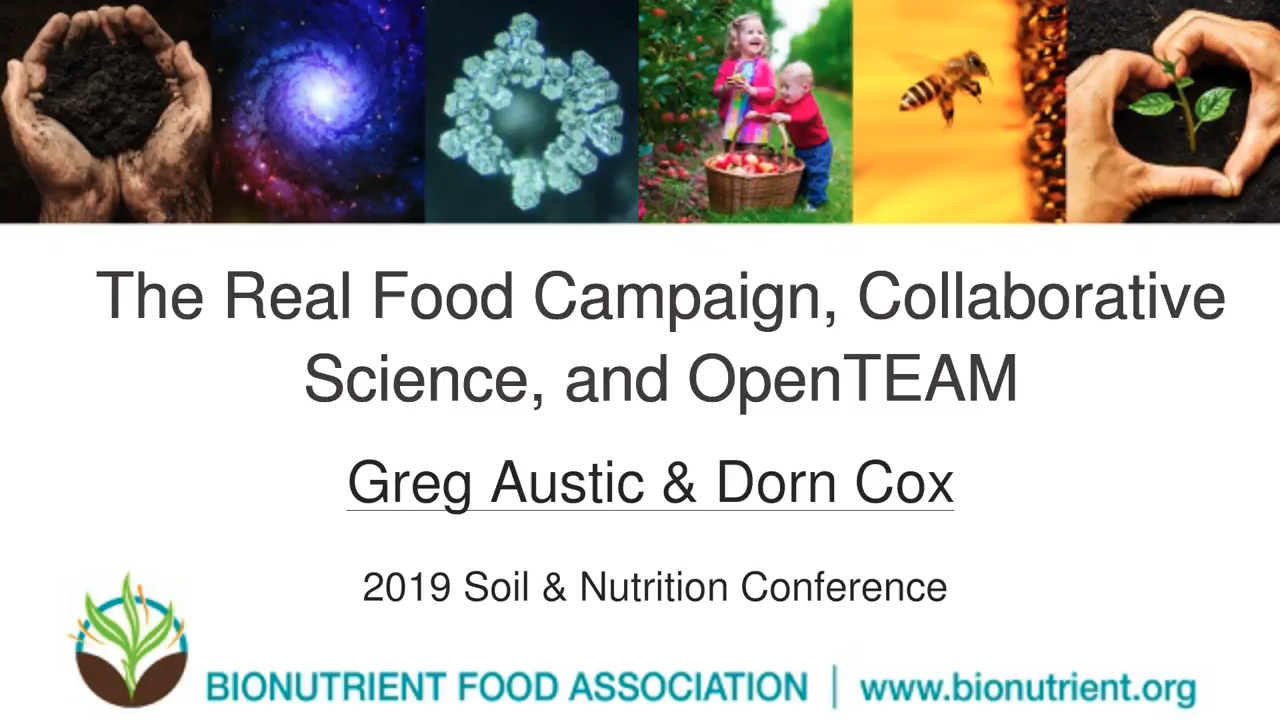 The Real Food Campaign, Collaborative
Science, and OpenTEAM
Greg Austic & Dorn Cox
2019 Soil & Nutrition Conference
BIONUTRIENT FOOD ASSOCIATION | www.bionutrient.org